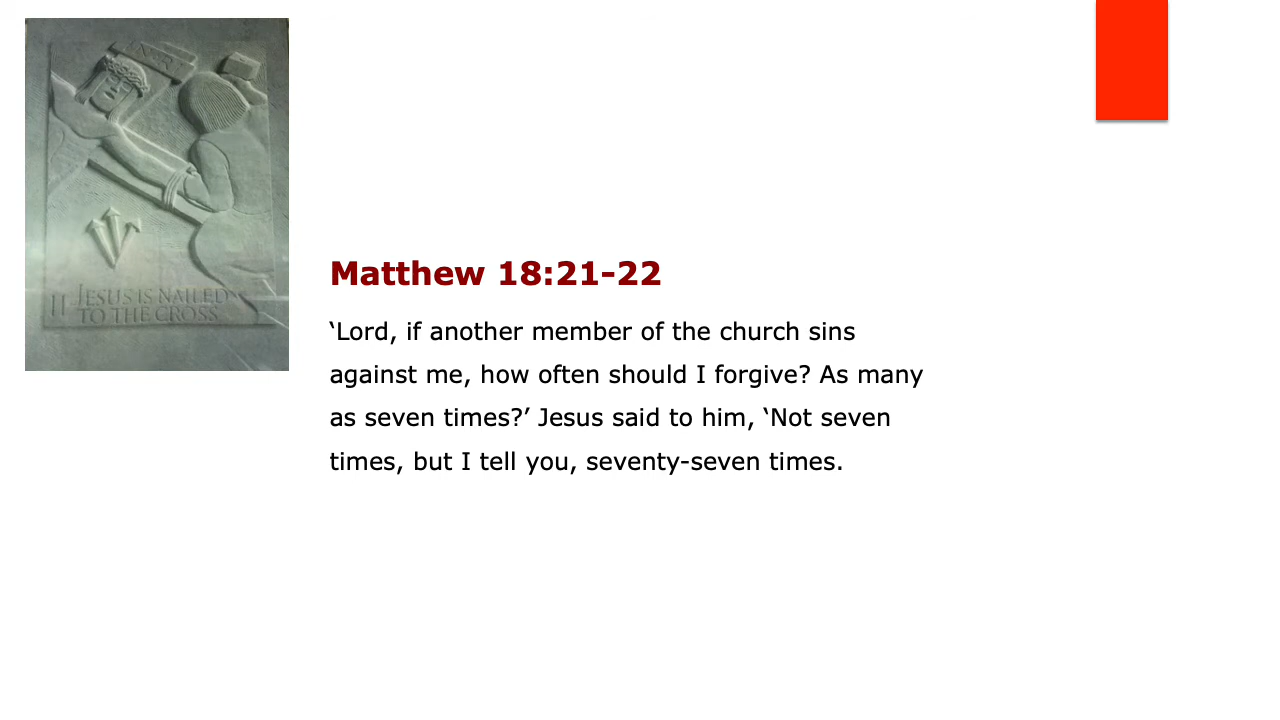 11 JESUS IS NAILED
TO THE CROSS
Matthew 18:21-22
‘Lord, if another member of the church sins
against me, how often should I forgive? As many
as seven times?’ Jesus said to him, ‘Not seven
times, but I tell you, seventy-seven times.